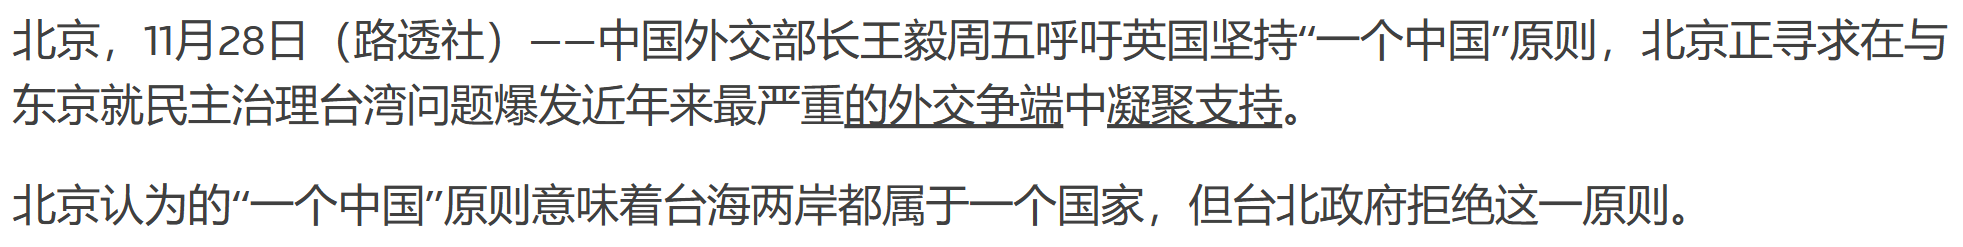 北京，11月28日（路透社）——中国外交部长王毅周五呼吁英国坚持“一个中国”原则，北京正寻求在与
东京就民主治理台湾问题爆发近年来最严重的外交争端中凝聚支持。
北京认为的“一个中国”原则意味着台海两岸都属于一个国家，但台北政府拒绝这一原则。